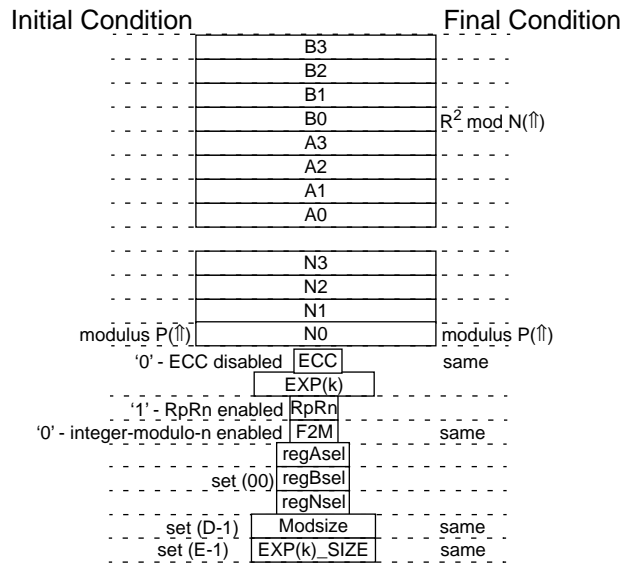 Initial Condition Final Condition
B3
B2
B1
B0 R² mod N(⇑)
A3
A2
A1
A0
N3
N2
N1
modulus P(⇑) N0 modulus P(⇑)
‘0’ - ECC disabled ECC same
EXP(k)
‘1’ - RpRn enabled RpRn
‘0’ - integer-modulo-n enabled F2M same
regAsel
set (00) regBsel
regNsel
set (D-1) Modsize same
set (E-1) EXP(k)_SIZE same